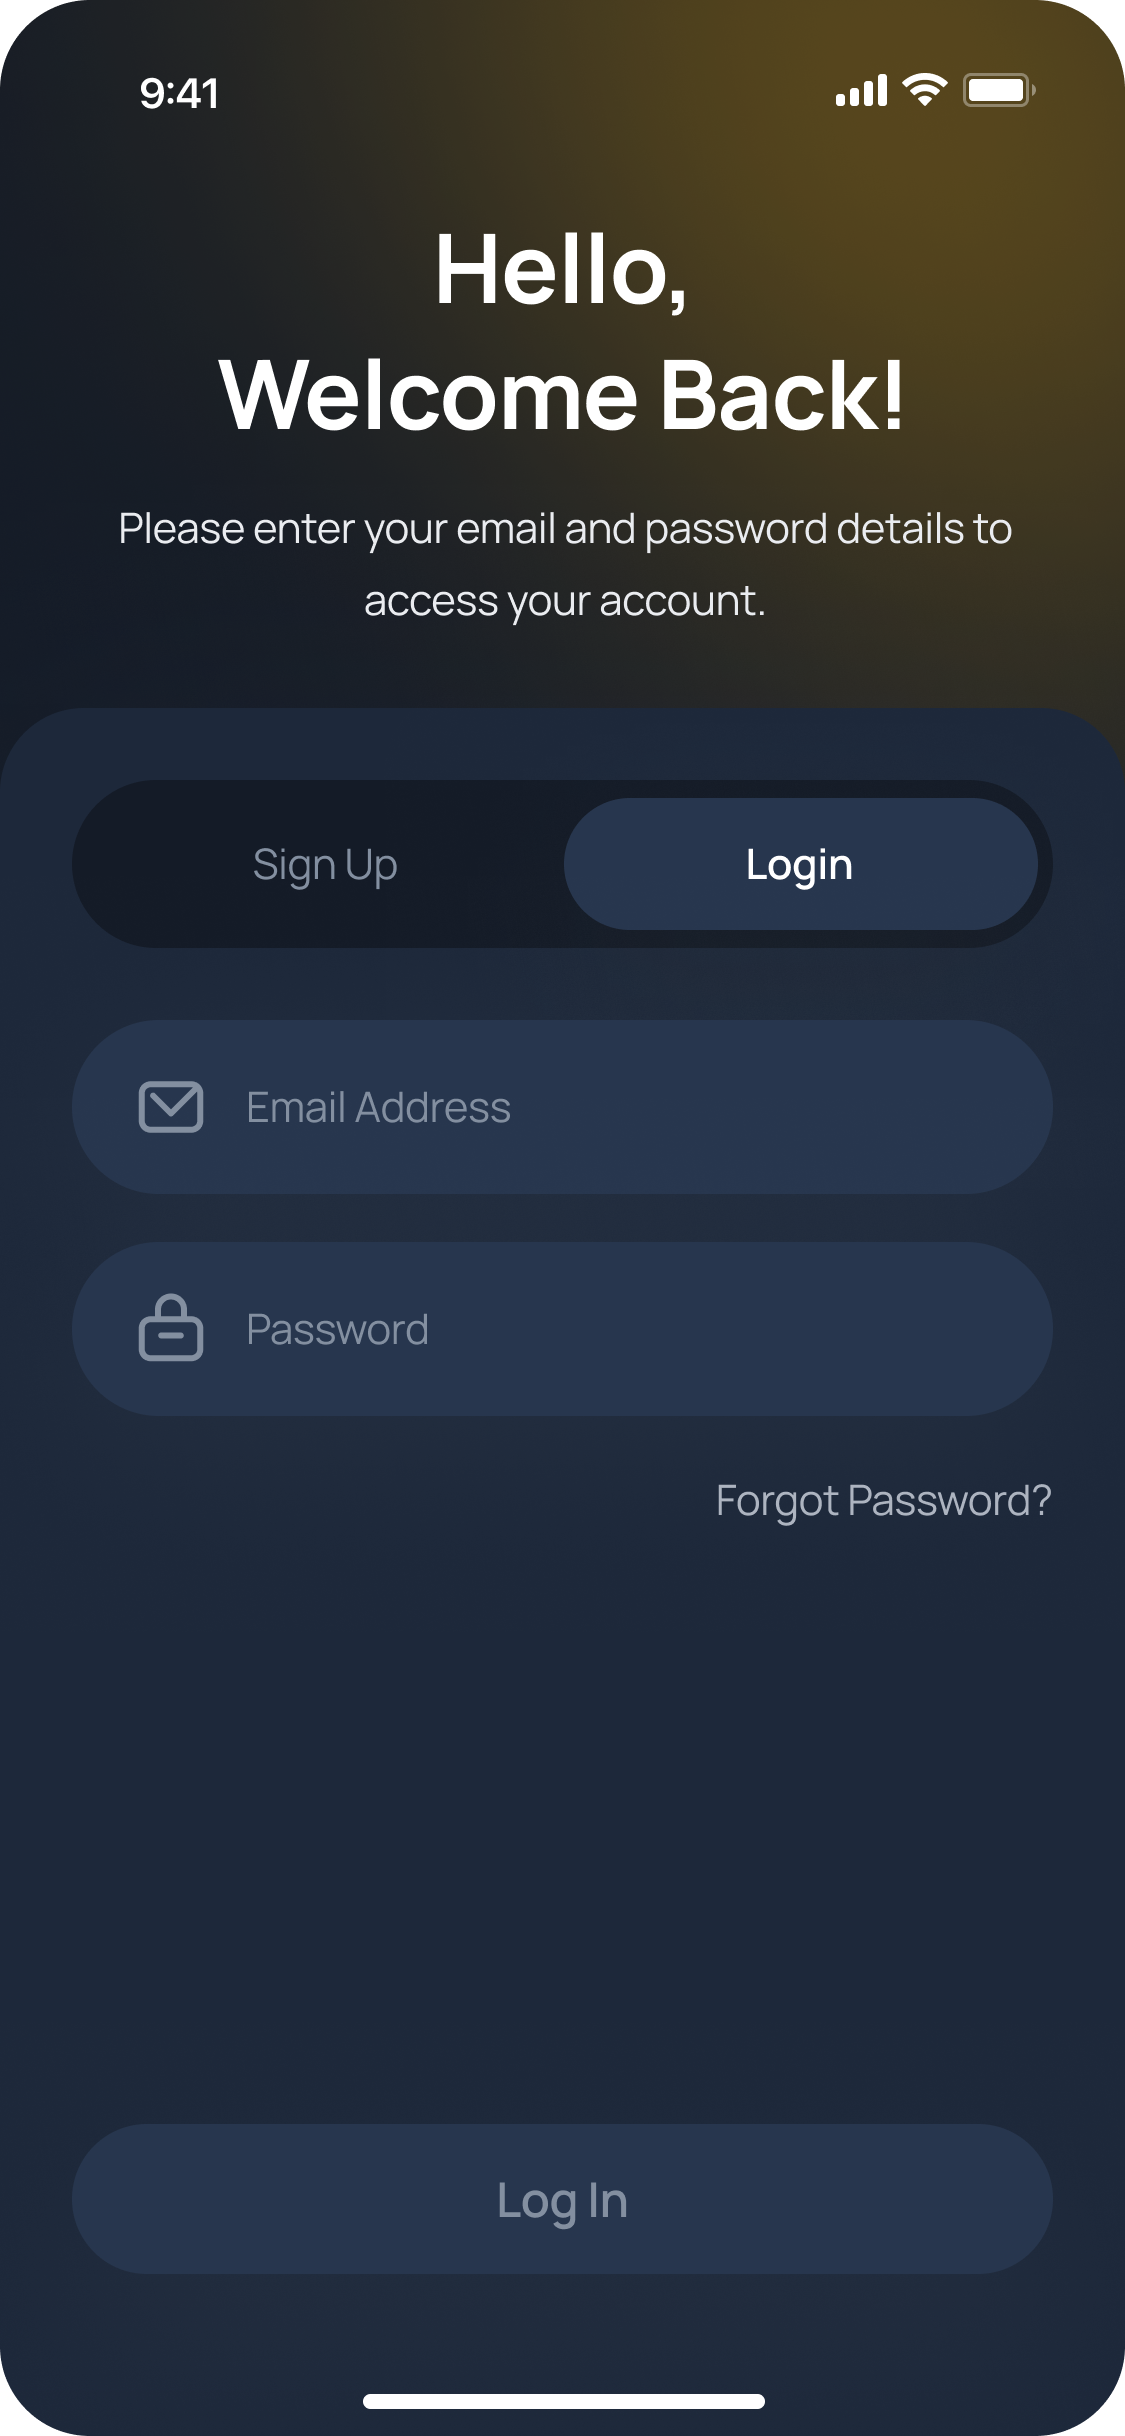 9:41
Hello,
Welcome Back!
Please enter your email and password details to
access your account.
Sign Up
Login
Email Address
Password
Forgot Password?
Log In